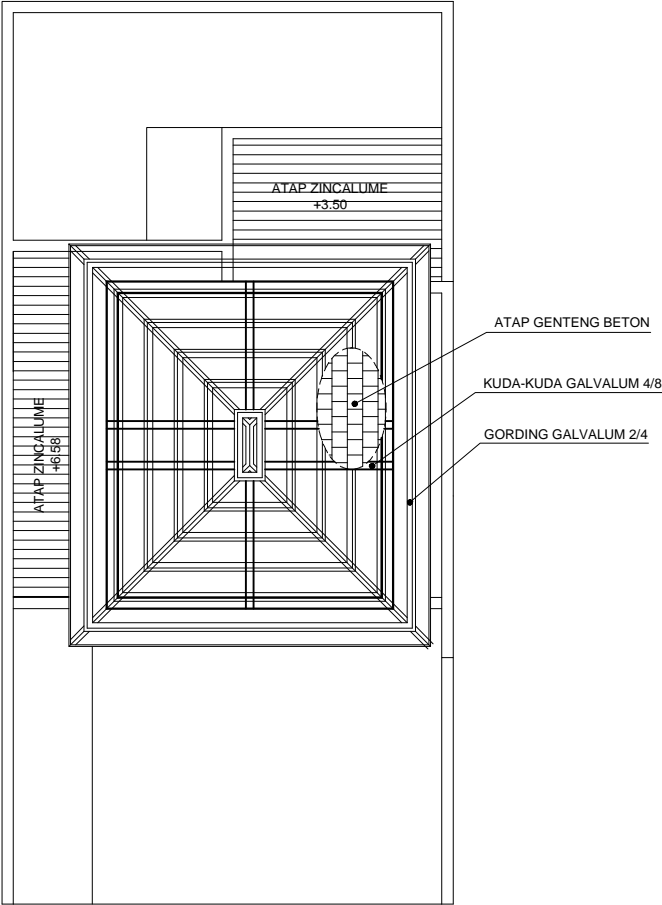 ATAP ZINCALUME
+3.50
ATAP GENTENG BETON
KUDA-KUDA GALVALUM 4/8
GORDING GALVALUM 2/4
ATAP ZINCALUME
+6.58